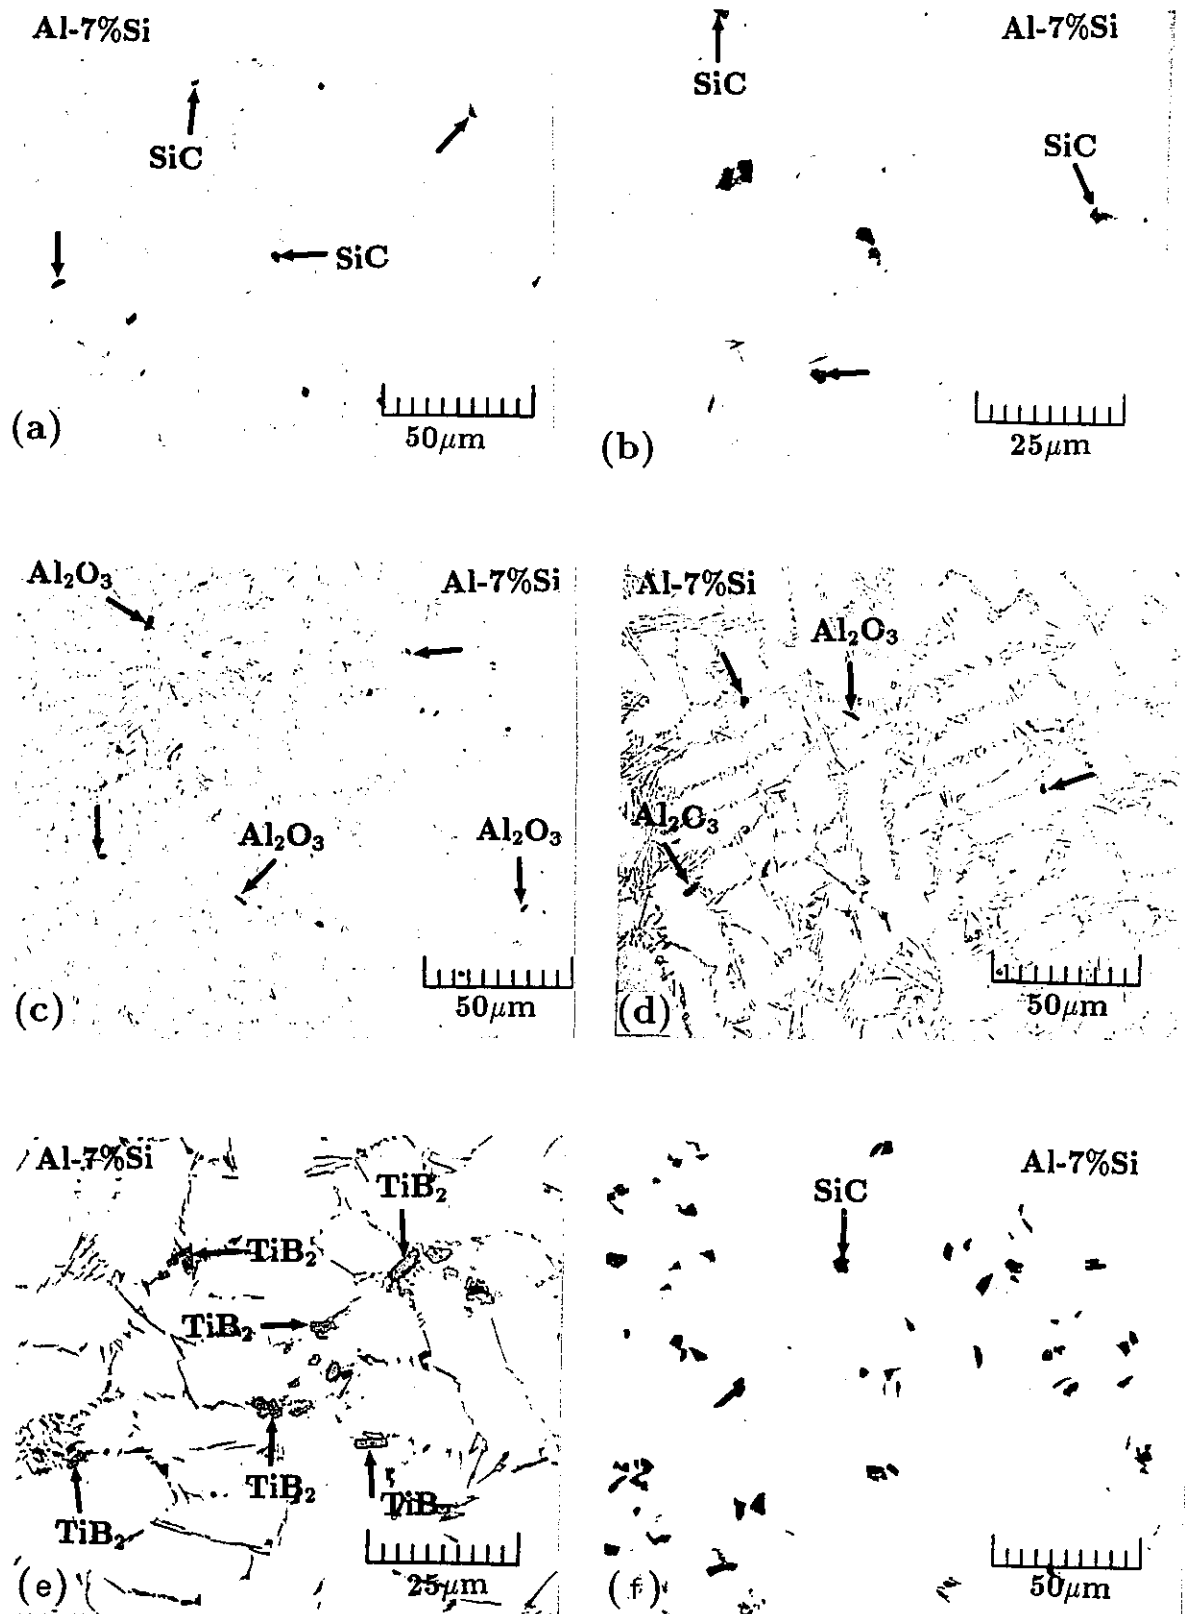 Al-7%Si
SiC
SiC
50μm
(a)
Al-7%Si
SiC
SiC
25μm
(b)
Al₂O₃
Al-7%Si
Al₂O₃
Al₂O₃
50μm
(c)
Al-7%Si
Al₂O₃
Al₂O₃
50μm
(d)
Al-7%Si
TiB₂
TiB₂
TiB₂
TiB₂
TiB₂
TiB₂
25μm
(e)
Al-7%Si
SiC
50μm
(f)